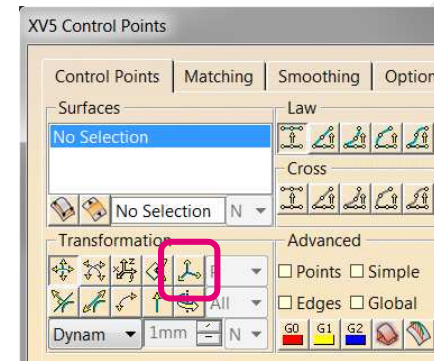 XV5 Control Points
Control Points Matching Smoothing Option
Surfaces Law
No Selection
Cross
No Selection N
Transformation Advanced
Points Simple
All Edges Global
Dynam 1mm N G0 G1 G2